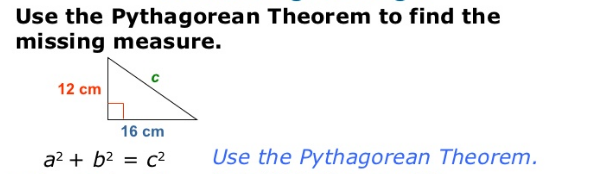 Use the Pythagorean Theorem to find the
missing measure.
c
12 cm
16 cm
a² + b² = c² Use the Pythagorean Theorem.